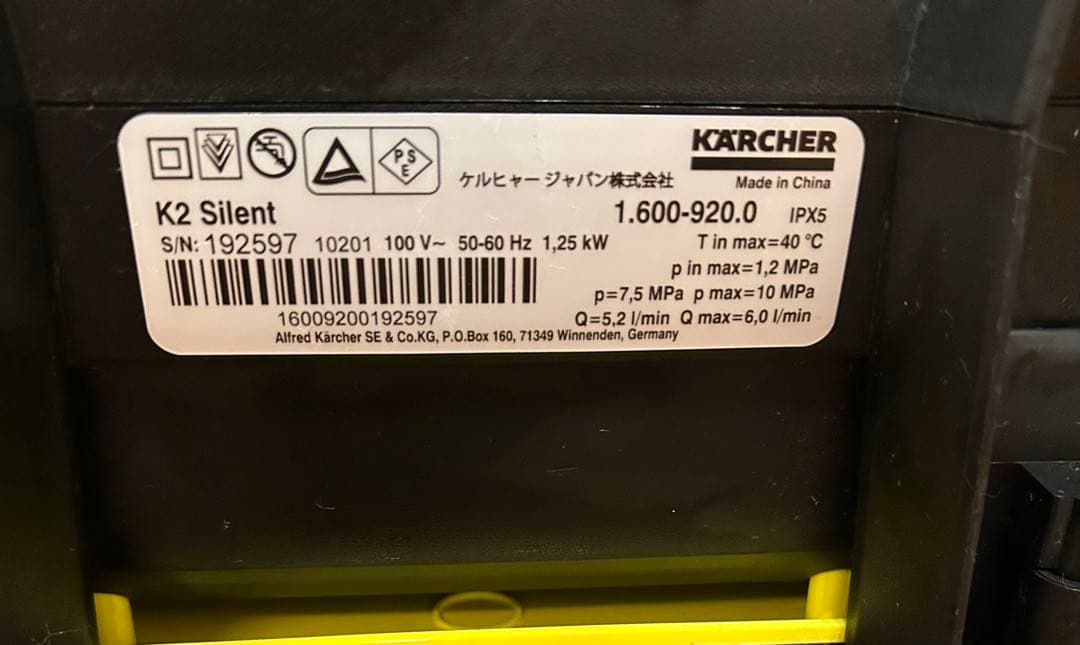 PS
E
KÄRCHER
ケルヒャー ジャパン株式会社
Made in China
K2 Silent
1.600-920.0 IPX5
S/N: 192597 10201 100 V~ 50-60 Hz 1,25 kW
T in max=40 °C
p in max=1,2 MPa
p=7,5 MPa p max=10 MPa
16009200192597
Q=5,2 l/min Q max=6,0 l/min
Alfred Kärcher SE & Co.KG, P.O.Box 160, 71349 Winnenden, Germany